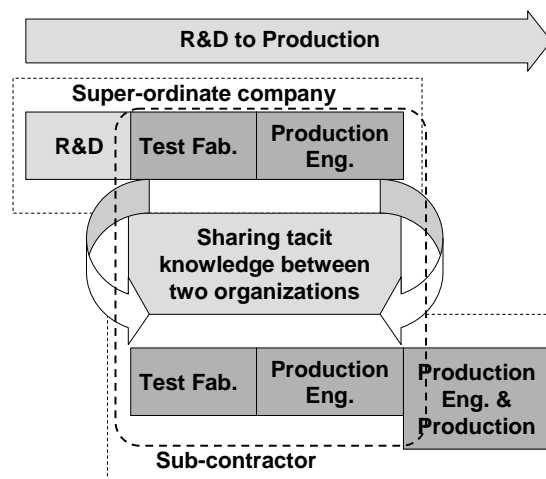 R&D to Production
Super-ordinate company
R&D
Test Fab.
Production
Eng.
Sharing tacit
knowledge between
two organizations
Test Fab.
Production
Eng.
Production
Eng. &
Production
Sub-contractor